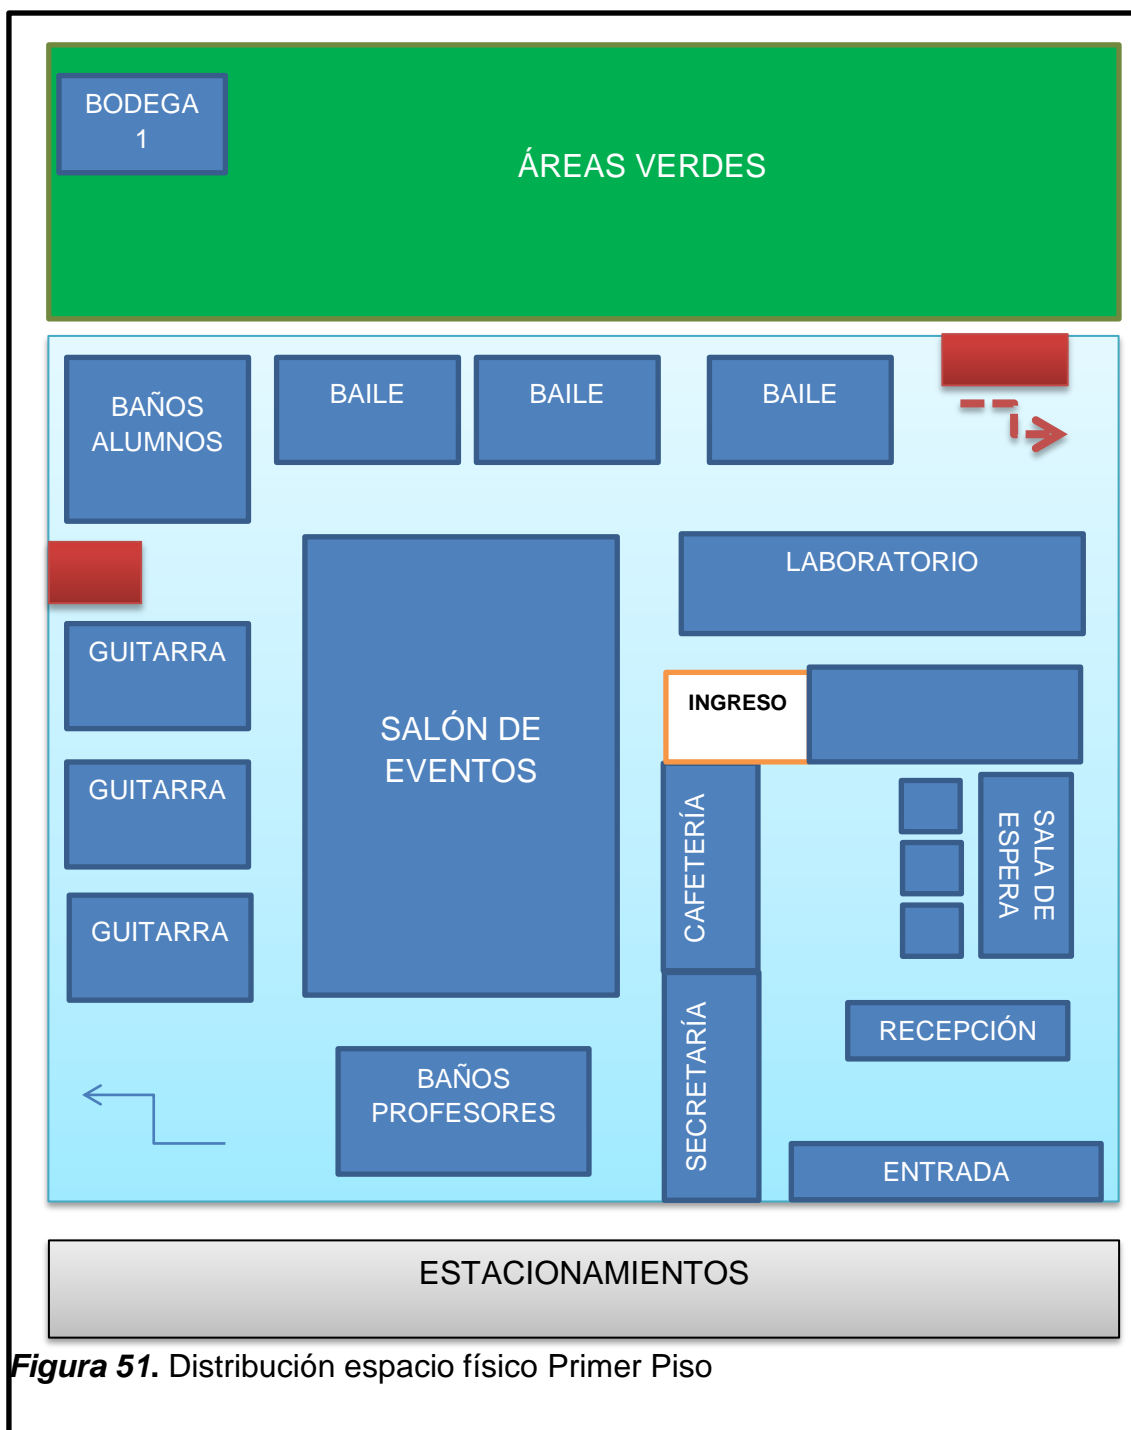 BODEGA
1
ÁREAS VERDES
BAÑOS
ALUMNOS
BAILE
BAILE
BAILE
LABORATORIO
GUITARRA
INGRESO
SALÓN DE
EVENTOS
GUITARRA
CAFETERÍA
SALA DE
ESPERA
GUITARRA
RECEPCIÓN
BAÑOS
PROFESORES
SECRETARÍA
ENTRADA
ESTACIONAMIENTOS
Figura 51. Distribución espacio físico Primer Piso